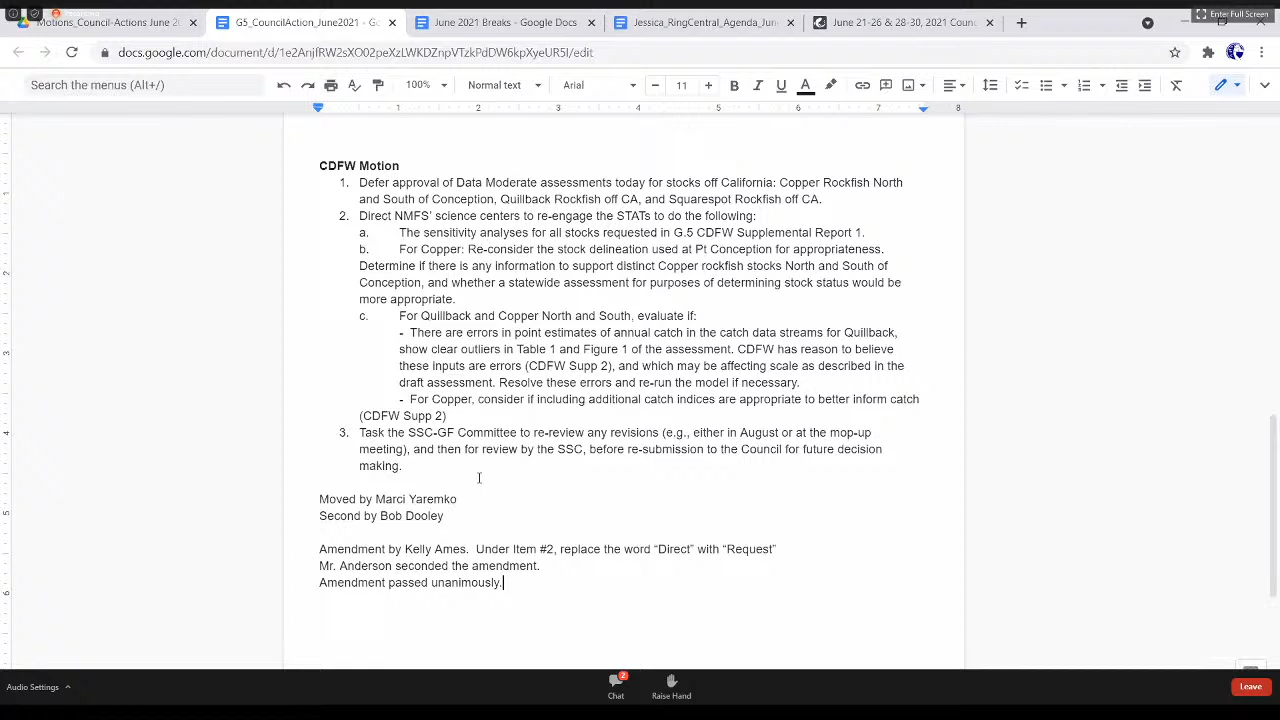 Enter Full Screen
Motions_Council-Actions June 20
G5_CouncilAction_June2021 - Go
June 2021 Breaks - Google Docs
Jessica_RingCentral_Agenda_Jun
June 21-26 & 28-30, 2021 Counc
docs.google.com/document/d/1e2AnjfRW2sXO02peXzLWKDZnpVTzkPdDW6kpXyeUR5I/edit
Search the menus (Alt+/)
100%
Normal text
Arial
11
1 2 3 4 5 6 7 8
CDFW Motion
1. Defer approval of Data Moderate assessments today for stocks off California: Copper Rockfish North
and South of Conception, Quillback Rockfish off CA, and Squarespot Rockfish off CA.
2. Direct NMFS' science centers to re-engage the STATs to do the following:
a. The sensitivity analyses for all stocks requested in G.5 CDFW Supplemental Report 1.
b. For Copper: Re-consider the stock delineation used at Pt Conception for appropriateness.
Determine if there is any information to support distinct Copper rockfish stocks North and South of
Conception, and whether a statewide assessment for purposes of determining stock status would be
more appropriate.
c. For Quillback and Copper North and South, evaluate if:
- There are errors in point estimates of annual catch in the catch data streams for Quillback,
show clear outliers in Table 1 and Figure 1 of the assessment. CDFW has reason to believe
these inputs are errors (CDFW Supp 2), and which may be affecting scale as described in the
draft assessment. Resolve these errors and re-run the model if necessary.
- For Copper, consider if including additional catch indices are appropriate to better inform catch
(CDFW Supp 2)
3. Task the SSC-GF Committee to re-review any revisions (e.g., either in August or at the mop-up
meeting), and then for review by the SSC, before re-submission to the Council for future decision
making.
Moved by Marci Yaremko
Second by Bob Dooley
Amendment by Kelly Ames. Under Item #2, replace the word “Direct” with “Request”
Mr. Anderson seconded the amendment.
Amendment passed unanimously.
Audio Settings
2
Chat
Raise Hand
Leave